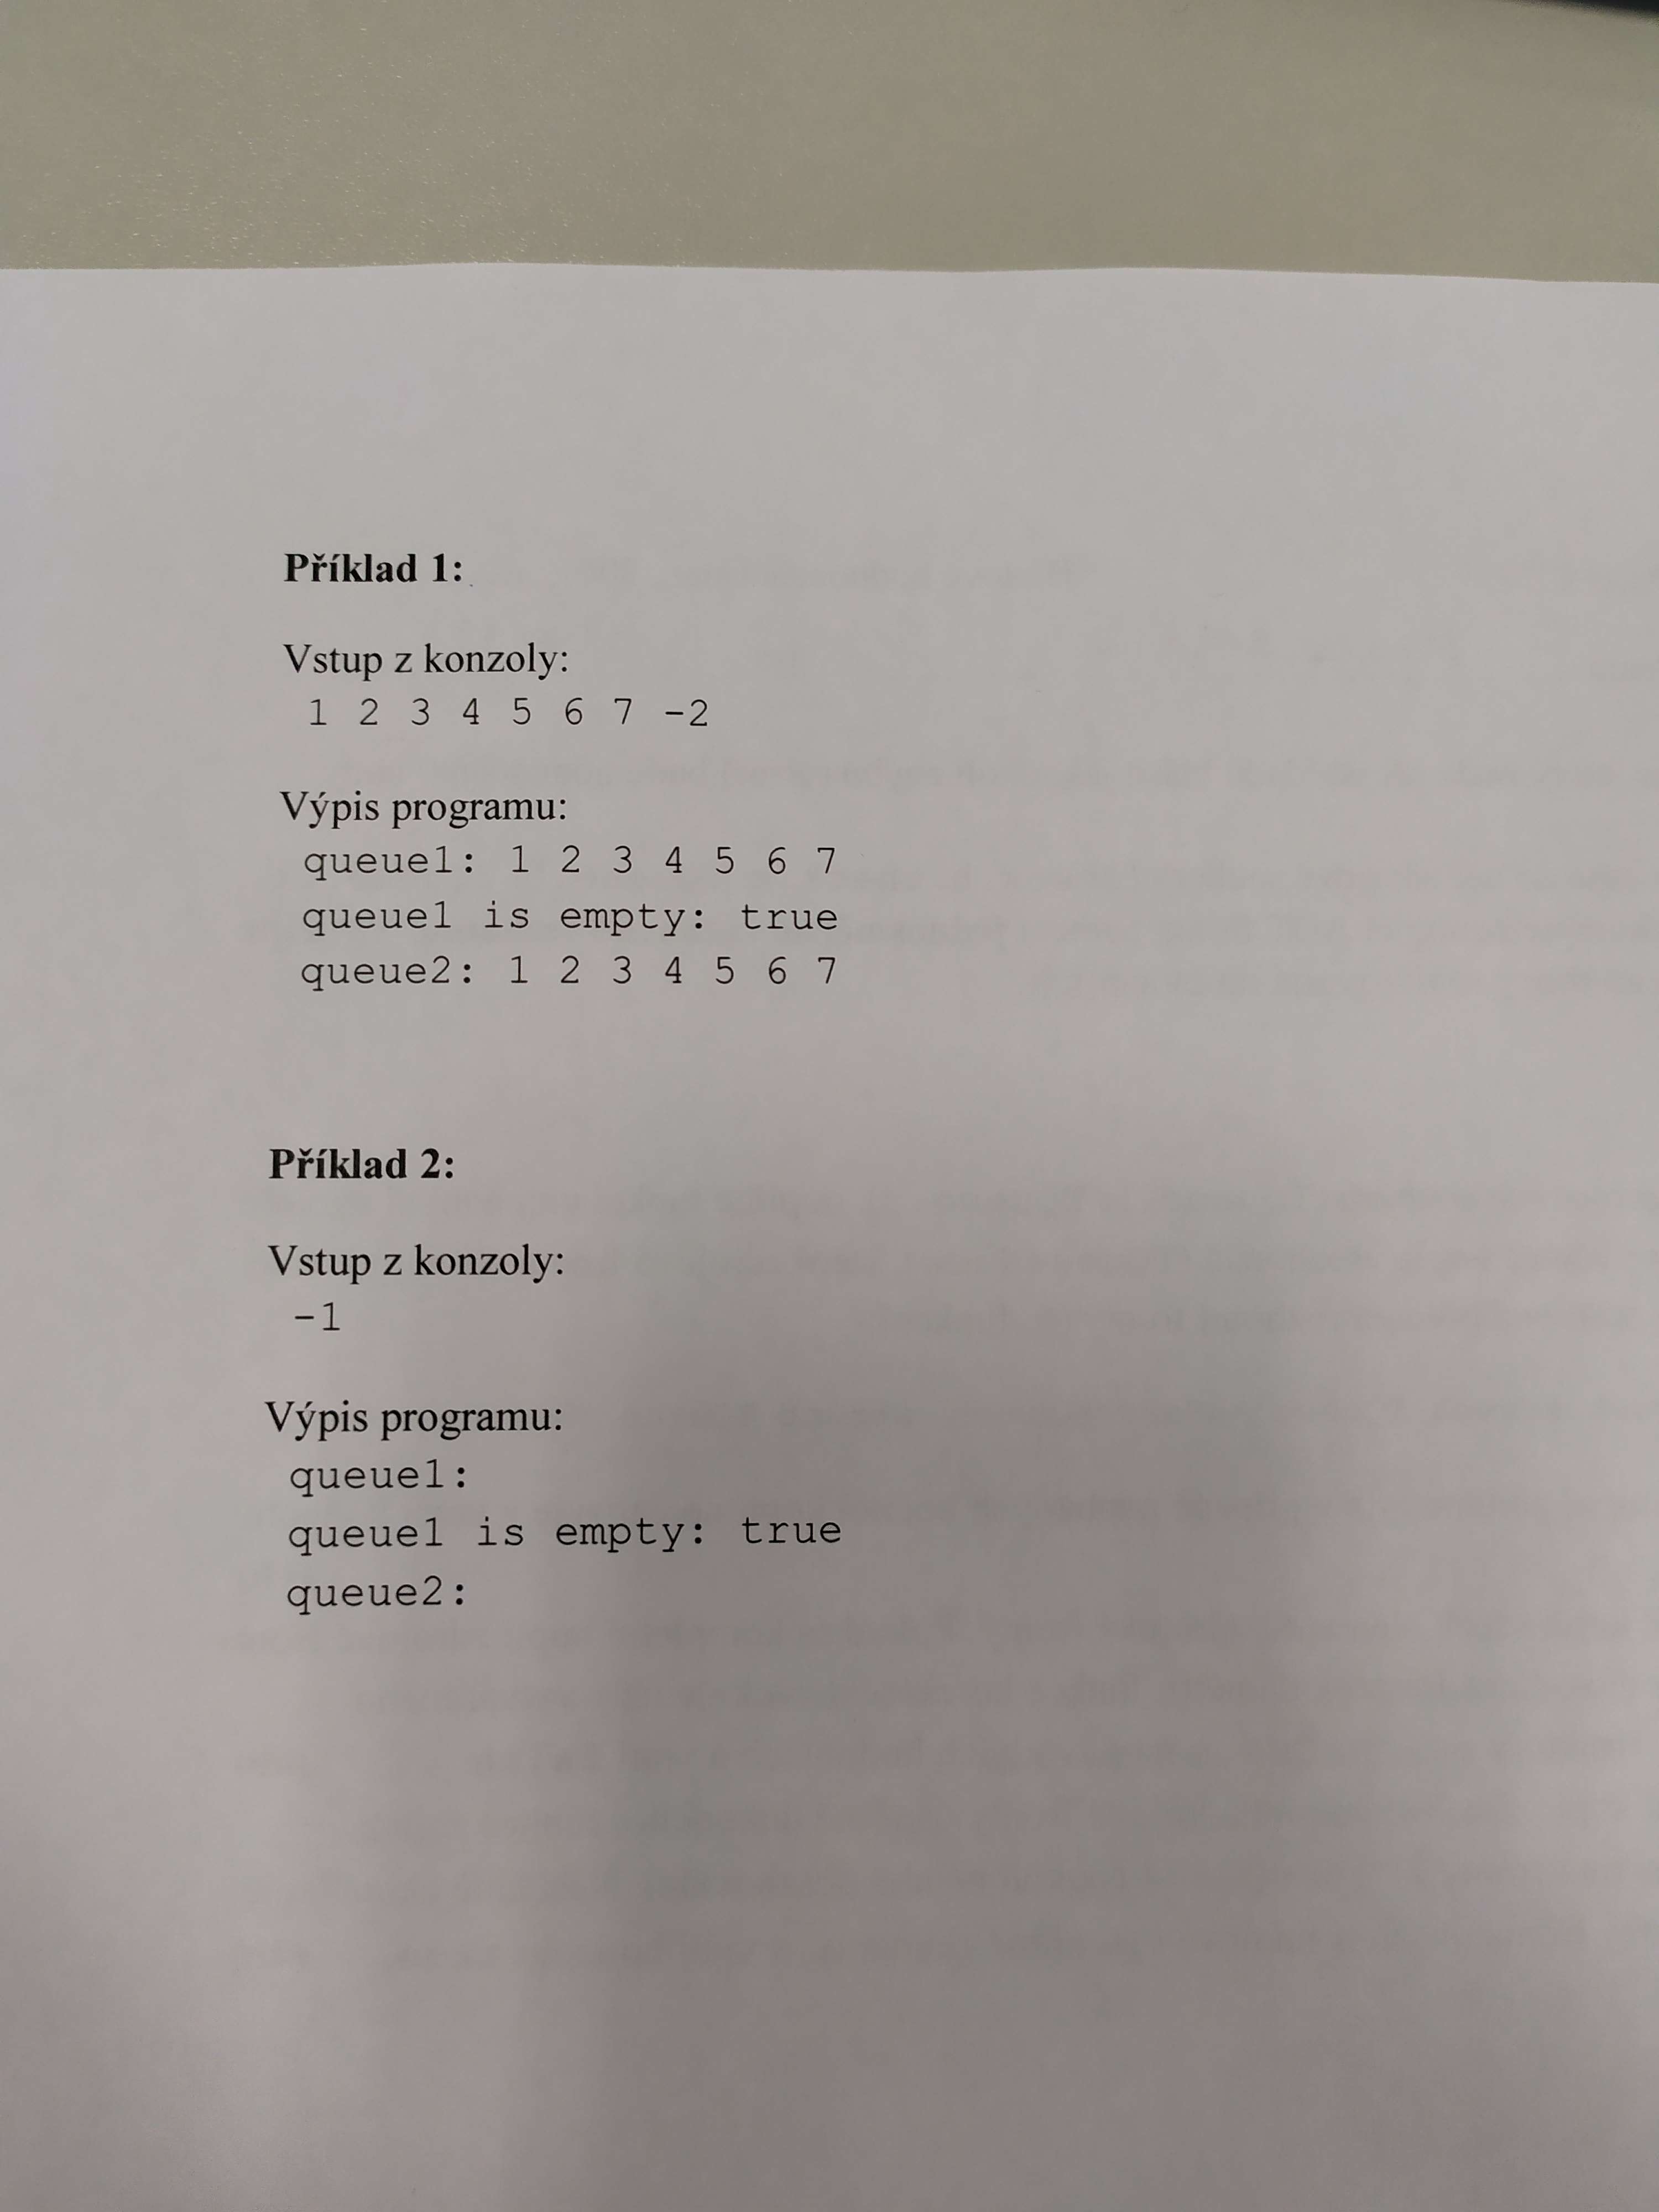 Příklad 1:
Vstup z konzoly:
1 2 3 4 5 6 7 -2
Výpis programu:
queue1: 1 2 3 4 5 6 7
queue1 is empty: true
queue2: 1 2 3 4 5 6 7
Příklad 2:
Vstup z konzoly:
-1
Výpis programu:
queue1:
queue1 is empty: true
queue2: